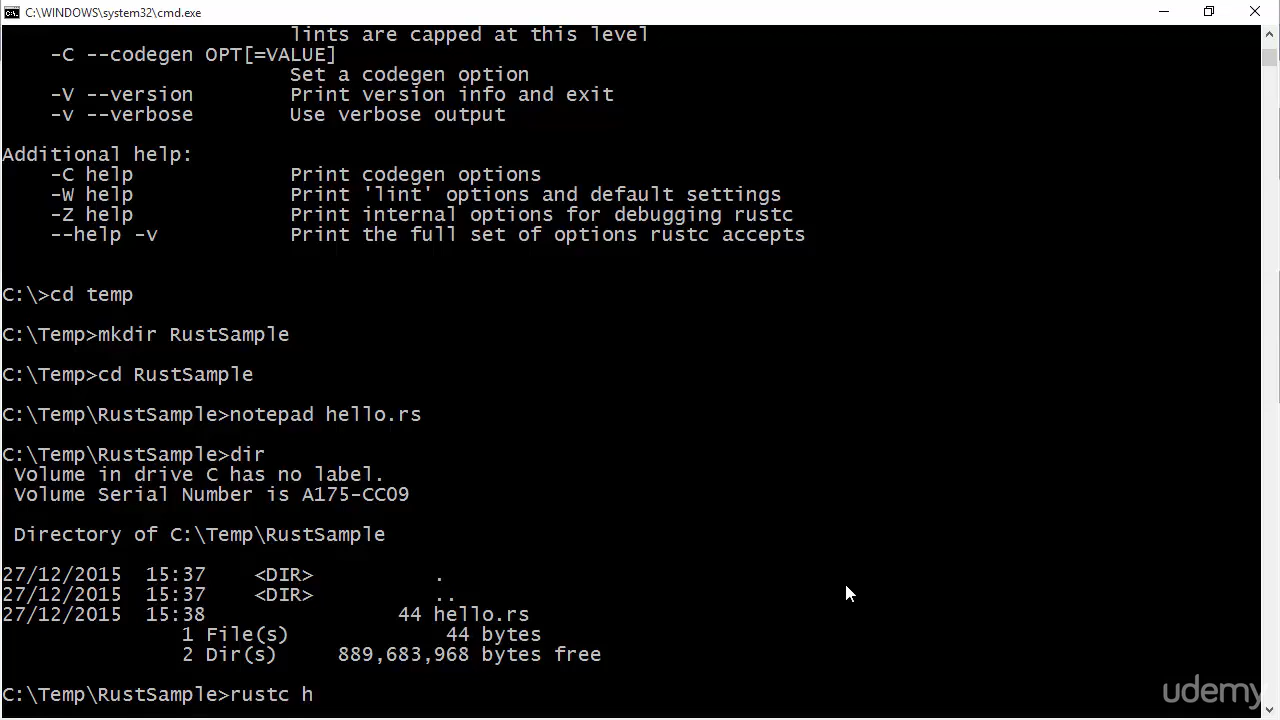 C:\WINDOWS\system32\cmd.exe
lints are capped at this level
-C --codegen OPT[=VALUE]
Set a codegen option
-V --version Print version info and exit
-v --verbose Use verbose output
Additional help:
-C help Print codegen options
-W help Print 'lint' options and default settings
-Z help Print internal options for debugging rustc
--help -v Print the full set of options rustc accepts
C:\>cd temp
C:\Temp>mkdir RustSample
C:\Temp>cd RustSample
C:\Temp\RustSample>notepad hello.rs
C:\Temp\RustSample>dir
Volume in drive C has no label.
Volume Serial Number is A175-CC09
Directory of C:\Temp\RustSample
27/12/2015 15:37 <DIR> .
27/12/2015 15:37 <DIR> ..
27/12/2015 15:38 44 hello.rs
1 File(s) 44 bytes
2 Dir(s) 889,683,968 bytes free
C:\Temp\RustSample>rustc h
udemy